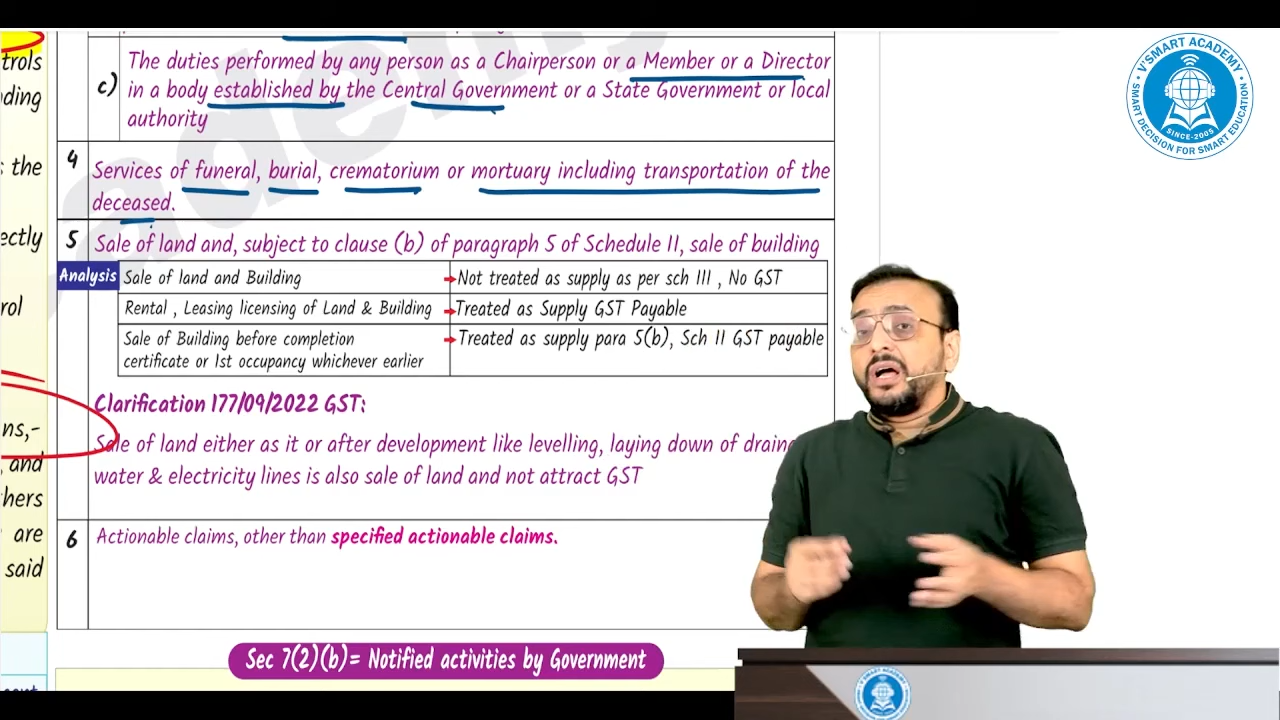 trols
nding
s the
ectly
rol
ns,-
, and
hers
are
said
c)
The duties performed by any person as a Chairperson or a Member or a Director
in a body established by the Central Government or a State Government or local
authority
4
Services of funeral, burial, crematorium or mortuary including transportation of the
deceased.
5
Sale of land and, subject to clause (b) of paragraph 5 of Schedule II, sale of building
Analysis
Sale of land and Building
Not treated as supply as per sch III , No GST
Rental , Leasing licensing of Land & Building
Treated as Supply GST Payable
Sale of Building before completion
certificate or 1st occupancy whichever earlier
Treated as supply para 5(b), Sch II GST payable
Clarification 177/09/2022 GST:
Sale of land either as it or after development like levelling, laying down of drain
water & electricity lines is also sale of land and not attract GST
6
Actionable claims, other than specified actionable claims.
Sec 7(2)(b)= Notified activities by Government
V'SMART ACADEMY
SINCE-2005
SMART DECISION FOR SMART EDUCATION
V'SMART ACADEMY